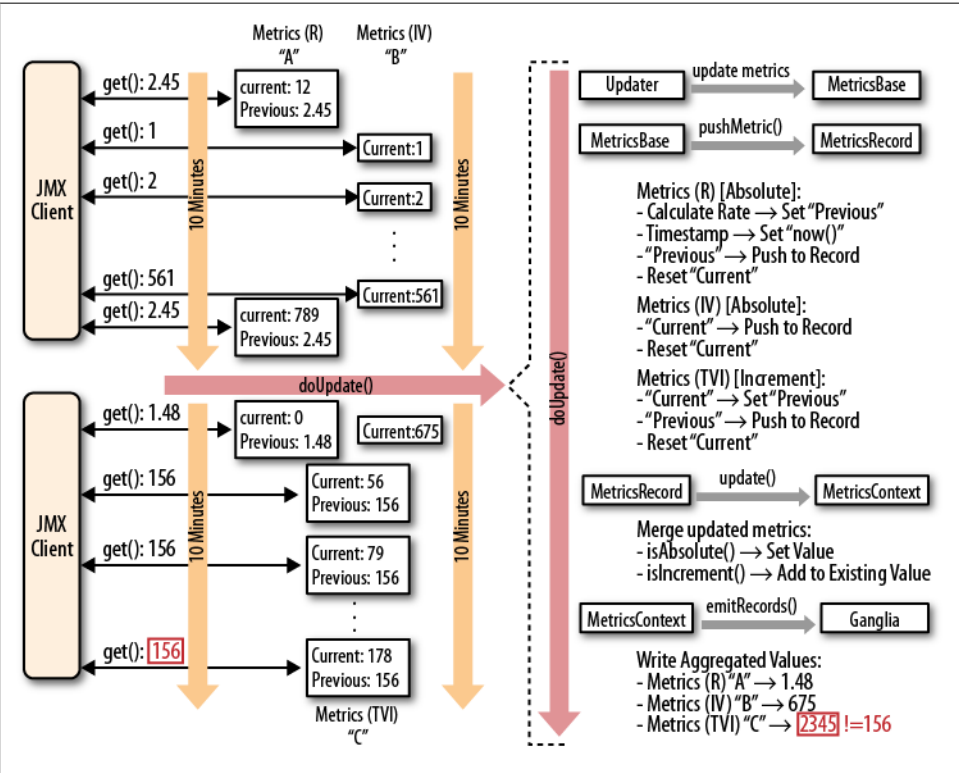 Metrics (R)
"A"
Metrics (IV)
"B"
JMX
Client
get(): 2.45
current: 12
Previous: 2.45
get(): 1
Current:1
get(): 2
Current:2
get(): 561
Current:561
get(): 2.45
current: 789
Previous: 2.45
10 Minutes
10 Minutes
doUpdate()
JMX
Client
get(): 1.48
current: 0
Previous: 1.48
Current:675
get(): 156
Current: 56
Previous: 156
get(): 156
Current: 79
Previous: 156
get(): 156
Current: 178
Previous: 156
10 Minutes
10 Minutes
Metrics (TVI)
"C"
doUpdate()
Updater
update metrics
MetricsBase
MetricsBase
pushMetric()
MetricsRecord
Metrics (R) [Absolute]:
- Calculate Rate → Set "Previous"
- Timestamp → Set "now()"
- "Previous" → Push to Record
- Reset "Current"
Metrics (IV) [Absolute]:
- "Current" → Push to Record
- Reset "Current"
Metrics (TVI) [Increment]:
- "Current" → Set "Previous"
- "Previous" → Push to Record
- Reset "Current"
MetricsRecord
update()
MetricsContext
Merge updated metrics:
- isAbsolute() → Set Value
- isIncrement() → Add to Existing Value
MetricsContext
emitRecords()
Ganglia
Write Aggregated Values:
- Metrics (R) "A" → 1.48
- Metrics (IV) "B" → 675
- Metrics (TVI) "C" → 2345 !=156